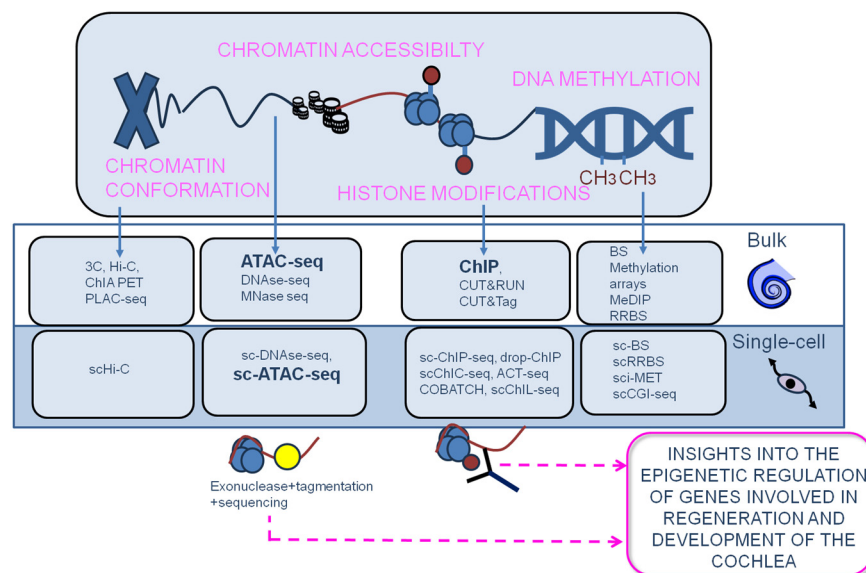 CHROMATIN ACCESSIBILTY
DNA METHYLATION
CHROMATIN
CONFORMATION
HISTONE MODIFICATIONS
CH3 CH3
Bulk
3C, Hi-C,
ChIA PET
PLAC-seq
ATAC-seq
DNAse-seq
MNase seq
ChIP,
CUT&RUN
CUT&Tag
BS
Methylation
arrays
MeDIP
RRBS
Single-cell
scHi-C
sc-DNAse-seq,
sc-ATAC-seq
sc-ChIP-seq, drop-ChIP
scChIC-seq, ACT-seq
COBATCH, scChIL-seq
sc-BS
scRRBS
sci-MET
scCGI-seq
Exonuclease+tagmentation
+sequencing
INSIGHTS INTO THE
EPIGENETIC REGULATION
OF GENES INVOLVED IN
REGENERATION AND
DEVELOPMENT OF THE
COCHLEA